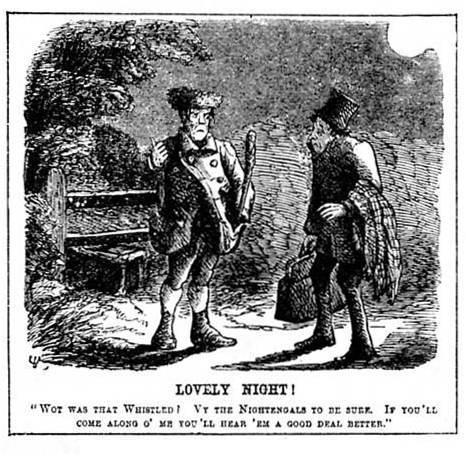 LOVELY NIGHT!
"WOT WAS THAT WHISTLED? VY THE NIGHTENGALS TO BE SURE. IF YOU'LL
COME ALONG O' ME YOU'LL HEAR 'EM A GOOD DEAL BETTER."